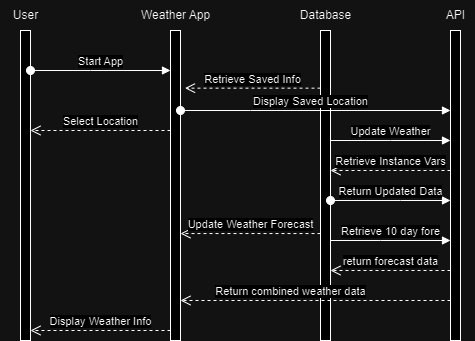 User
Weather App
Database
API
Start App
Retrieve Saved Info
Display Saved Location
Select Location
Update Weather
Retrieve Instance Vars
Return Updated Data
Update Weather Forecast
Retrieve 10 day fore
return forecast data
Return combined weather data
Display Weather Info